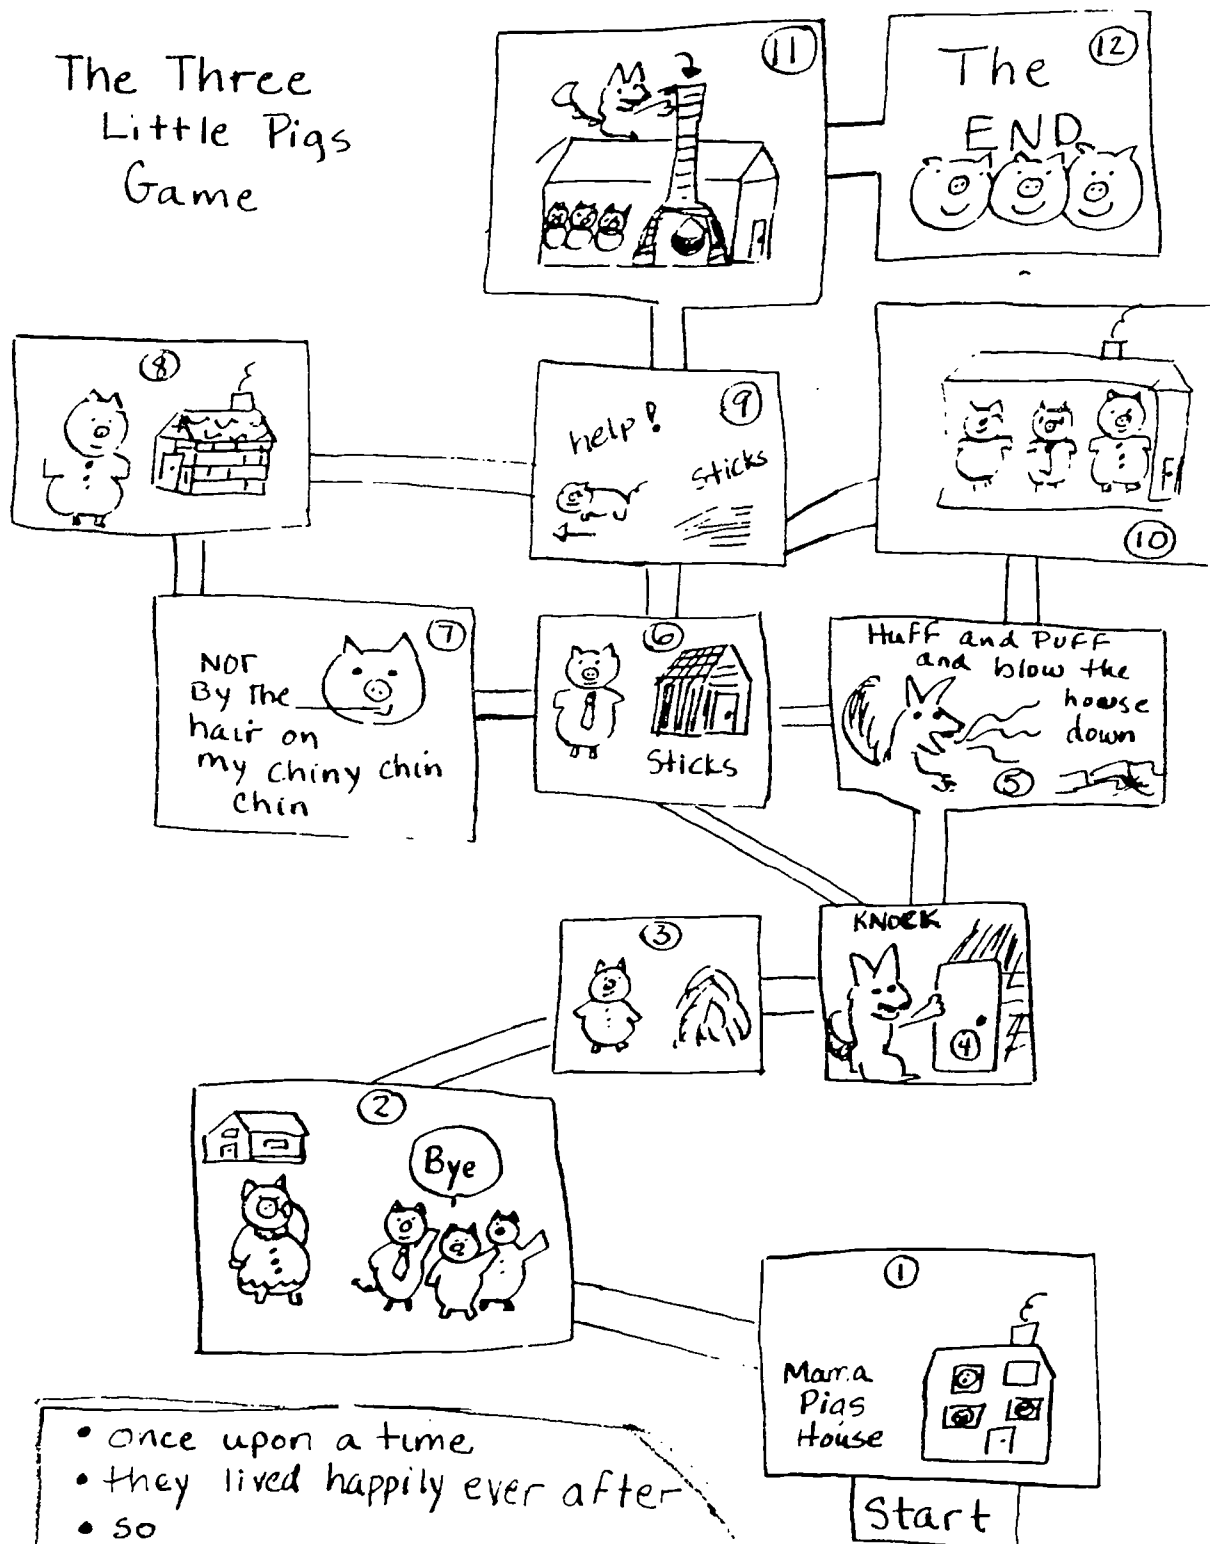 The Three
Little Pigs
Game
11
12
The
END
8
9
help!
sticks
10
7
NOT
By the
hair on
my chiny chin
chin
6
Sticks
Huff and Puff
and blow the
house
down
5
3
KNOCK
4
2
Bye
1
Mama
Pigs
House
Start
• once upon a time
• they lived happily ever after
• so